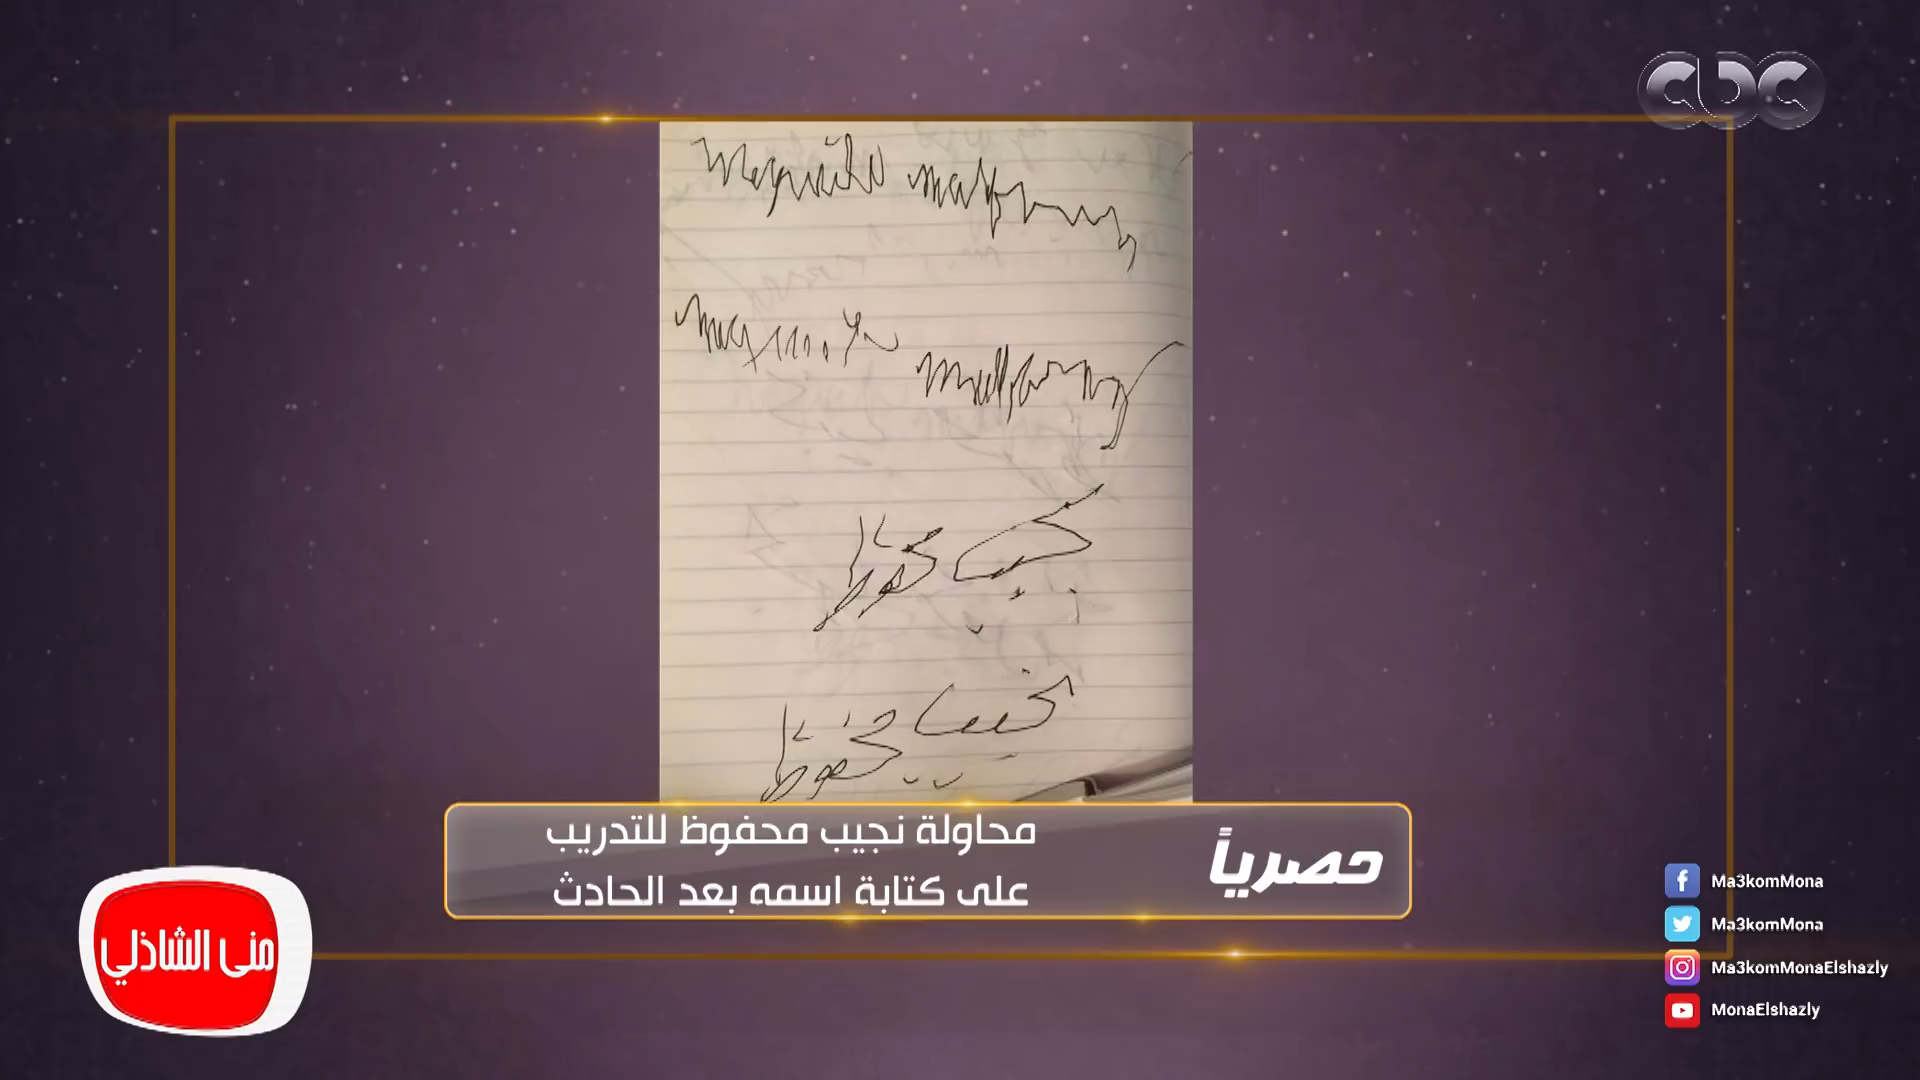 cbc
نجيب محفوظ
نجيب محفوظ
حصرياً
محاولة نجيب محفوظ للتدريب
على كتابة اسمه بعد الحادث
منى الشاذلي
Ma3komMona
Ma3komMona
Ma3komMonaElshazly
MonaElshazly